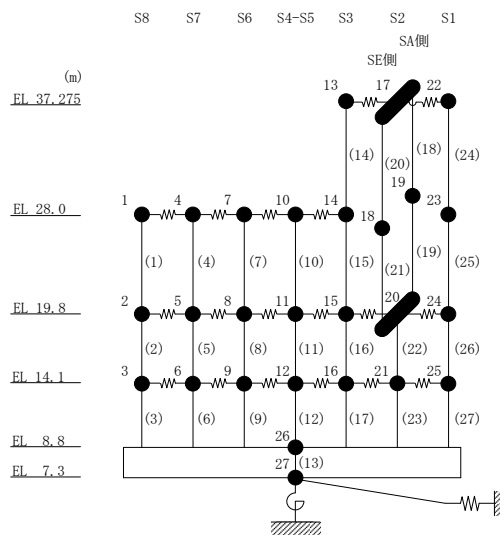 S8 S7 S6 S4-S5 S3 S2 S1
SA側
SE側
(m)
13 17 22
EL 37.275
(14) (20) (18) (24)
19
1 4 7 10 14 18 23
EL 28.0
(1) (4) (7) (10) (15) (21) (19) (25)
20
2 5 8 11 15 24
EL 19.8
(2) (5) (8) (11) (16) (22) (26)
3 6 9 12 16 21 25
EL 14.1
(3) (6) (9) (12) (17) (23) (27)
26
EL 8.8
27 (13)
EL 7.3